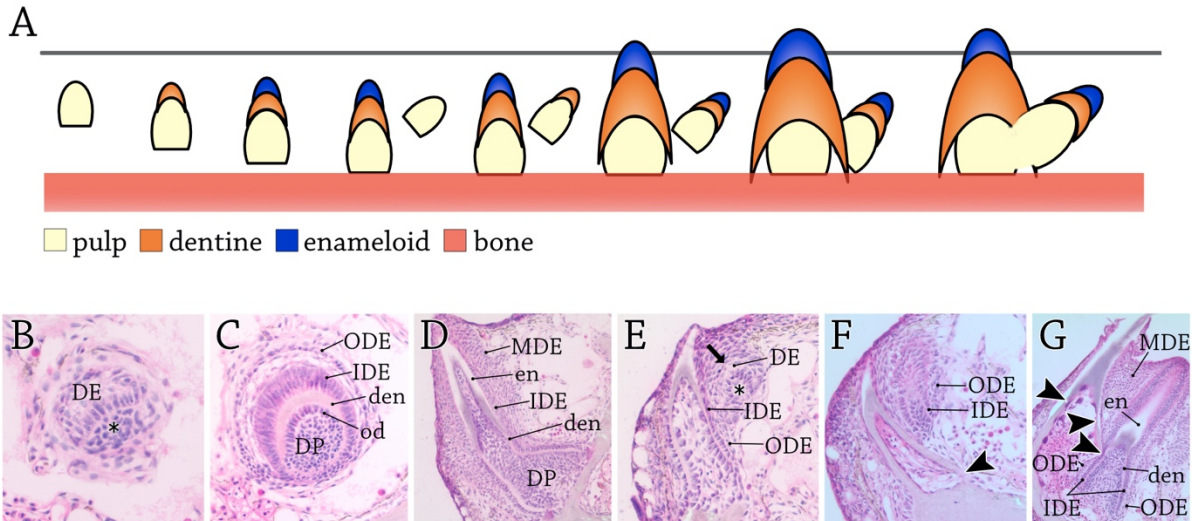 A
pulp dentine enameloid bone
B
DE
*
C
ODE
IDE
den
od
DP
D
MDE
en
IDE
den
DP
E
DE
*
IDE
ODE
F
ODE
IDE
G
MDE
en
ODE
den
IDE
ODE